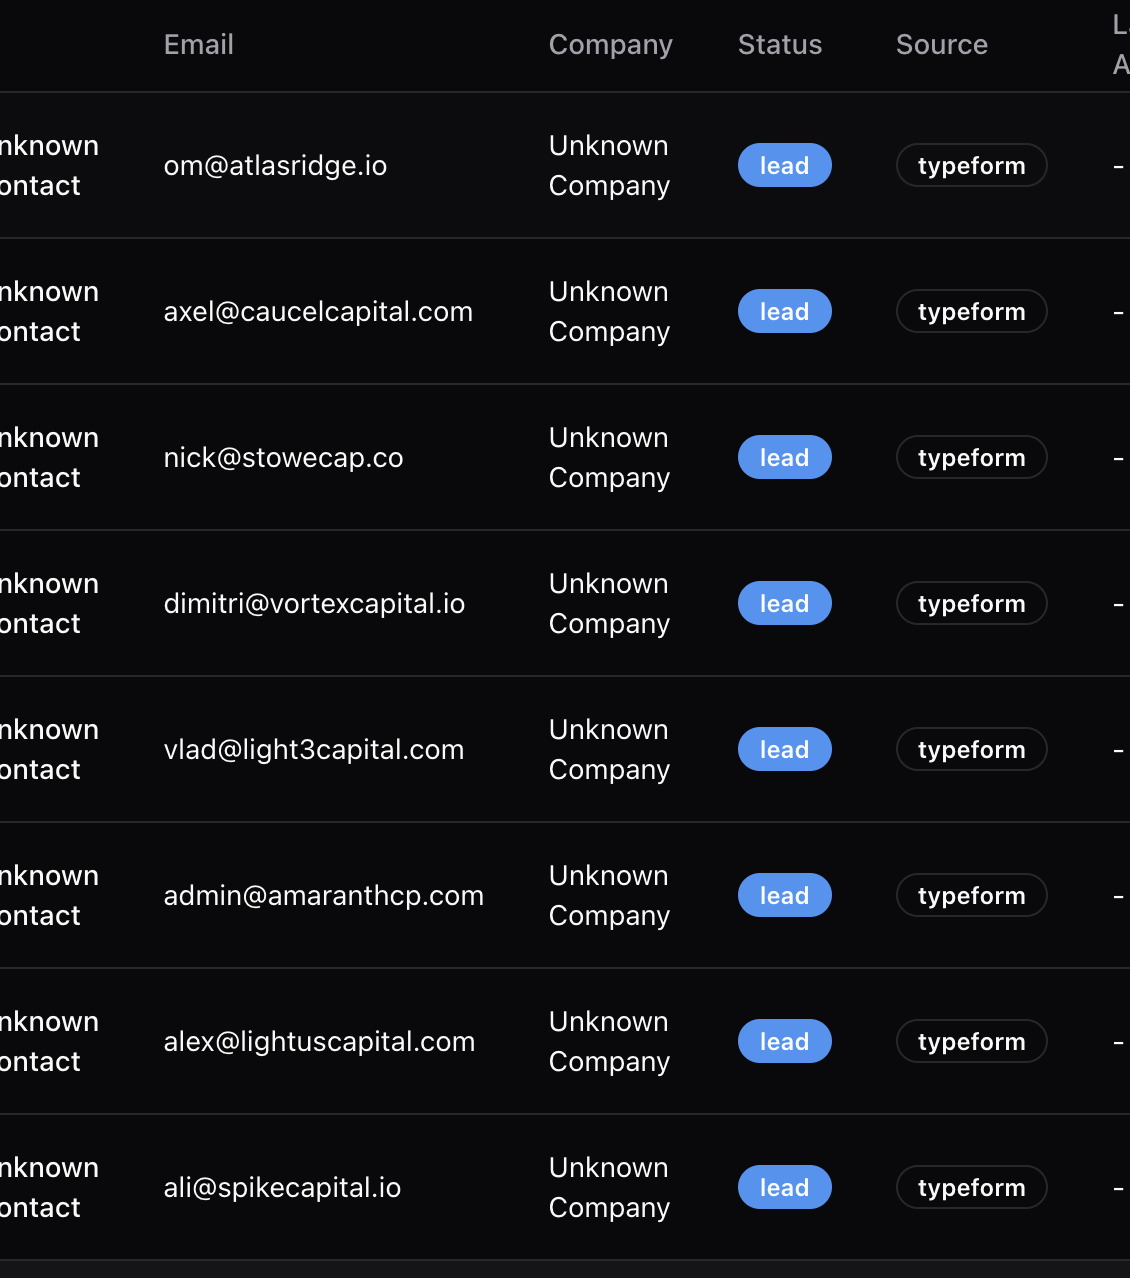 Email Company Status Source
nknown
ontact
om@atlasridge.io
Unknown
Company
lead
typeform
-
nknown
ontact
axel@caucelcapital.com
Unknown
Company
lead
typeform
-
nknown
ontact
nick@stowecap.co
Unknown
Company
lead
typeform
-
nknown
ontact
dimitri@vortexcapital.io
Unknown
Company
lead
typeform
-
nknown
ontact
vlad@light3capital.com
Unknown
Company
lead
typeform
-
nknown
ontact
admin@amaranthcp.com
Unknown
Company
lead
typeform
-
nknown
ontact
alex@lightuscapital.com
Unknown
Company
lead
typeform
-
nknown
ontact
ali@spikecapital.io
Unknown
Company
lead
typeform
-